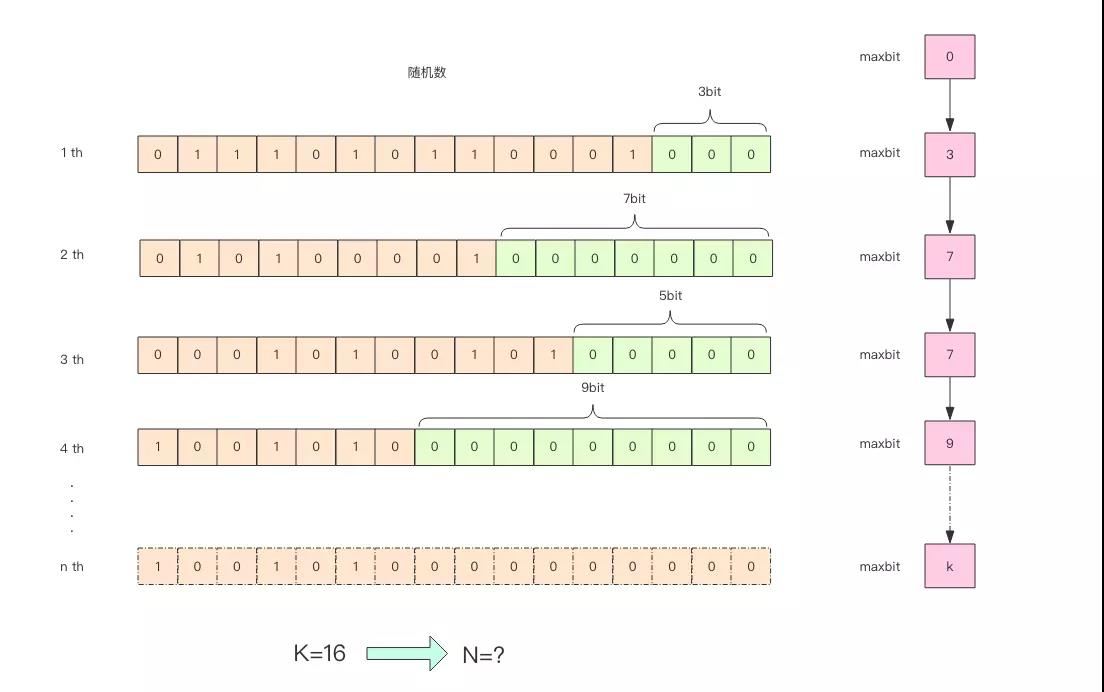 maxbit 0
随机数
3bit
1 th 0 1 1 1 0 1 0 1 1 0 0 0 1 0 0 0 maxbit 3
7bit
2 th 0 1 0 1 0 0 0 0 1 0 0 0 0 0 0 0 maxbit 7
5bit
3 th 0 0 0 1 0 1 0 0 1 0 1 0 0 0 0 0 maxbit 7
9bit
4 th 1 0 0 1 0 1 0 0 0 0 0 0 0 0 0 0 maxbit 9
n th 1 0 0 1 0 1 0 0 0 0 0 0 0 0 0 0 maxbit k
K=16 N=?